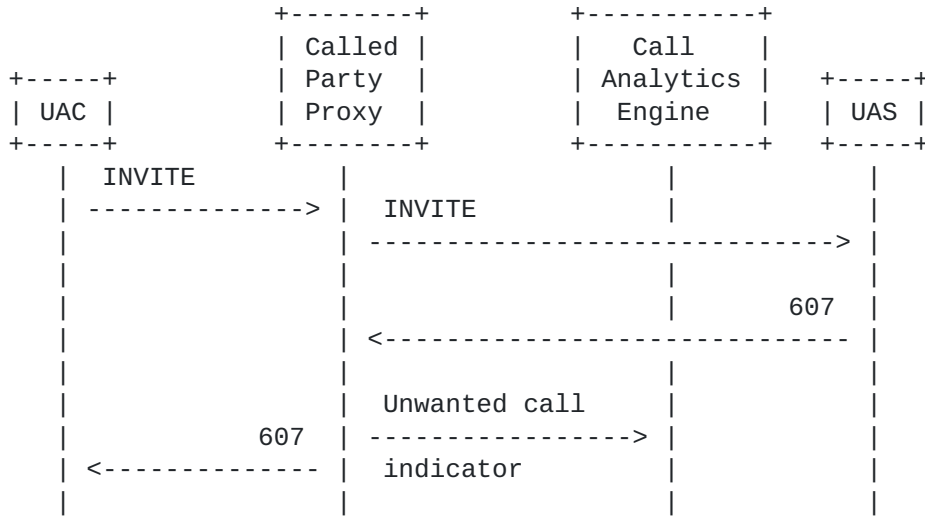 +--------+         +-----------+
                 | Called |         |   Call    |
+-----+          | Party  |         | Analytics |   +-----+
| UAC |          | Proxy  |         |  Engine   |   | UAS |
+-----+          +--------+         +-----------+   +-----+
   |  INVITE         |                    |            |
   | --------------> |  INVITE            |            |
   |                 | -----------------------------> |
   |                 |                    |            |
   |                 |                    |       607  |
   |                 | <------------------------------ |
   |                 |                    |            |
   |                 |  Unwanted call     |            |
   |            607  | -----------------> |            |
   | <-------------- |  indicator         |            |
   |                 |                    |            |